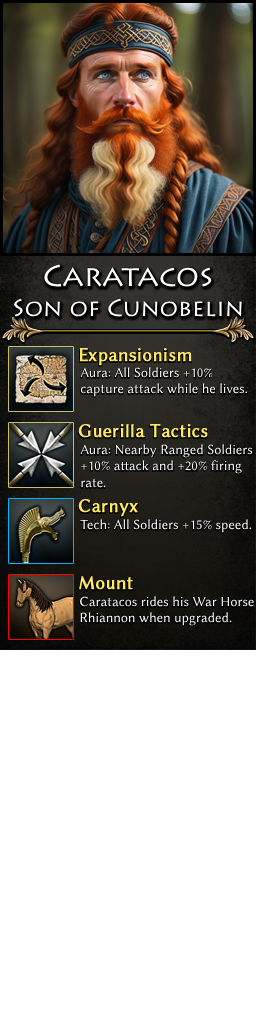 Caratacos
Son of Cunobelin
Expansionism
Aura: All Soldiers +10%
capture attack while he lives.
Guerilla Tactics
Aura: Nearby Ranged Soldiers
+10% attack and +20% firing
rate.
Carnyx
Tech: All Soldiers +15% speed.
Mount
Caratacos rides his War Horse
Rhiannon when upgraded.